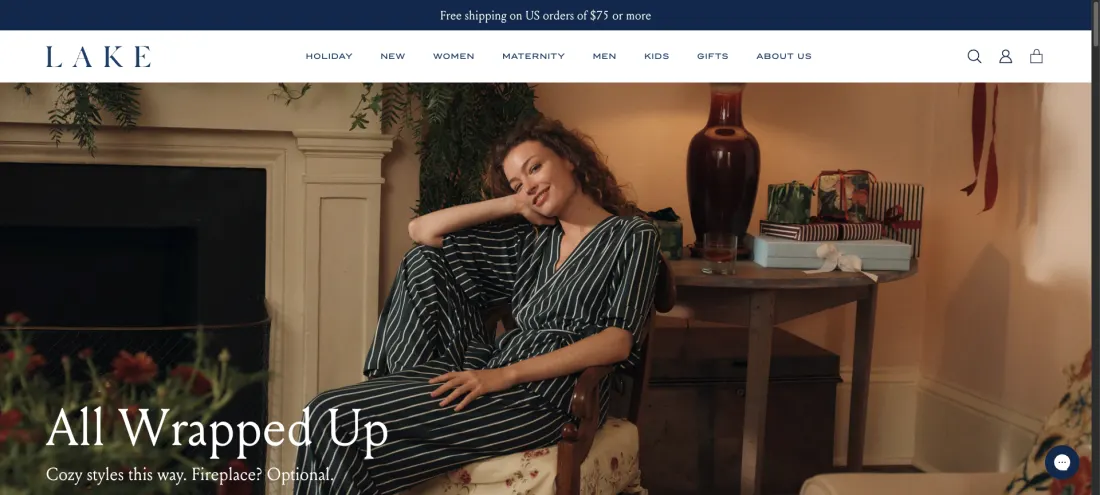 Free shipping on US orders of $75 or more
LAKE
HOLIDAY NEW WOMEN MATERNITY MEN KIDS GIFTS ABOUT US
All Wrapped Up
Cozy styles this way. Fireplace? Optional.